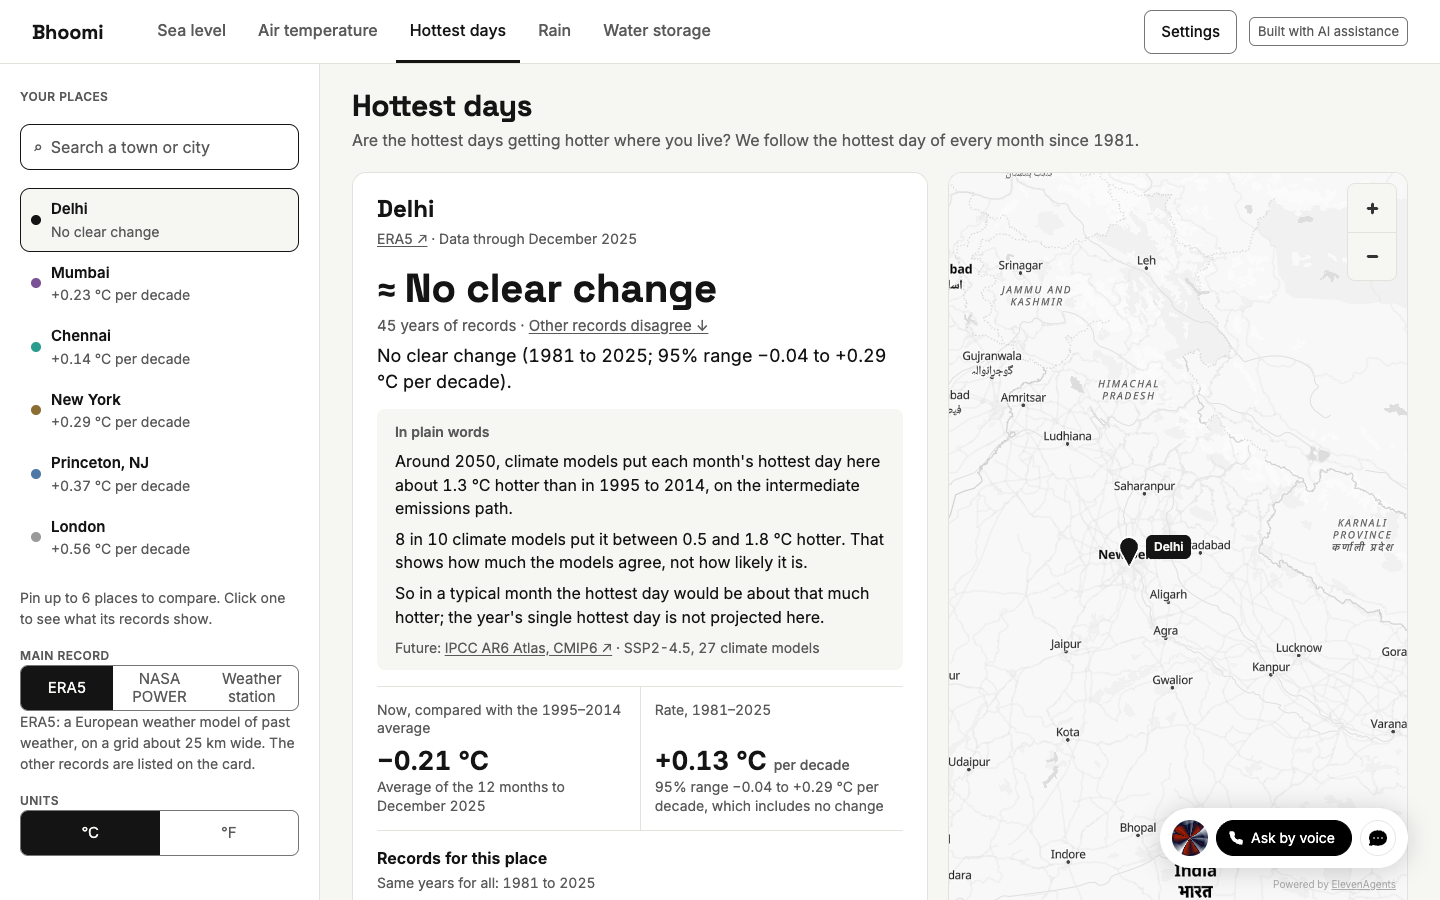 Bhoomi
Sea level
Air temperature
Hottest days
Rain
Water storage
Settings
Built with AI assistance
YOUR PLACES
Search a town or city
Delhi
No clear change
Mumbai
+0.23 °C per decade
Chennai
+0.14 °C per decade
New York
+0.29 °C per decade
Princeton, NJ
+0.37 °C per decade
London
+0.56 °C per decade
Pin up to 6 places to compare. Click one
to see what its records show.
MAIN RECORD
ERA5
NASA
POWER
Weather
station
ERA5: a European weather model of past
weather, on a grid about 25 km wide. The
other records are listed on the card.
UNITS
°C
°F
Hottest days
Are the hottest days getting hotter where you live? We follow the hottest day of every month since 1981.
Delhi
ERA5 ↗ · Data through December 2025
≈ No clear change
45 years of records · Other records disagree ↓
No clear change (1981 to 2025; 95% range −0.04 to +0.29
°C per decade).
In plain words
Around 2050, climate models put each month's hottest day here
about 1.3 °C hotter than in 1995 to 2014, on the intermediate
emissions path.
8 in 10 climate models put it between 0.5 and 1.8 °C hotter. That
shows how much the models agree, not how likely it is.
So in a typical month the hottest day would be about that much
hotter; the year's single hottest day is not projected here.
Future: IPCC AR6 Atlas, CMIP6 ↗ · SSP2-4.5, 27 climate models
Now, compared with the 1995–2014
average
−0.21 °C
Average of the 12 months to
December 2025
Rate, 1981–2025
+0.13 °C per decade
95% range −0.04 to +0.29 °C per
decade, which includes no change
Records for this place
Same years for all: 1981 to 2025
+
−
Srinagar
Leh
bad
JAMMU AND
KASHMIR
Gujranwala
گوجرانوالہ
HIMACHAL
PRADESH
bad
Amritsar
Ludhiana
Saharanpur
KARNALI
PROVINCE
कर्णाली प्रदेश
Delhi
adabad
Aligarh
Agra
Jaipur
Lucknow
Gora
Kanpur
ur
Gwalior
Varana
Kota
Udaipur
Bhopal
Indore
dara
India
भारत
Ask by voice
Powered by ElevenAgents